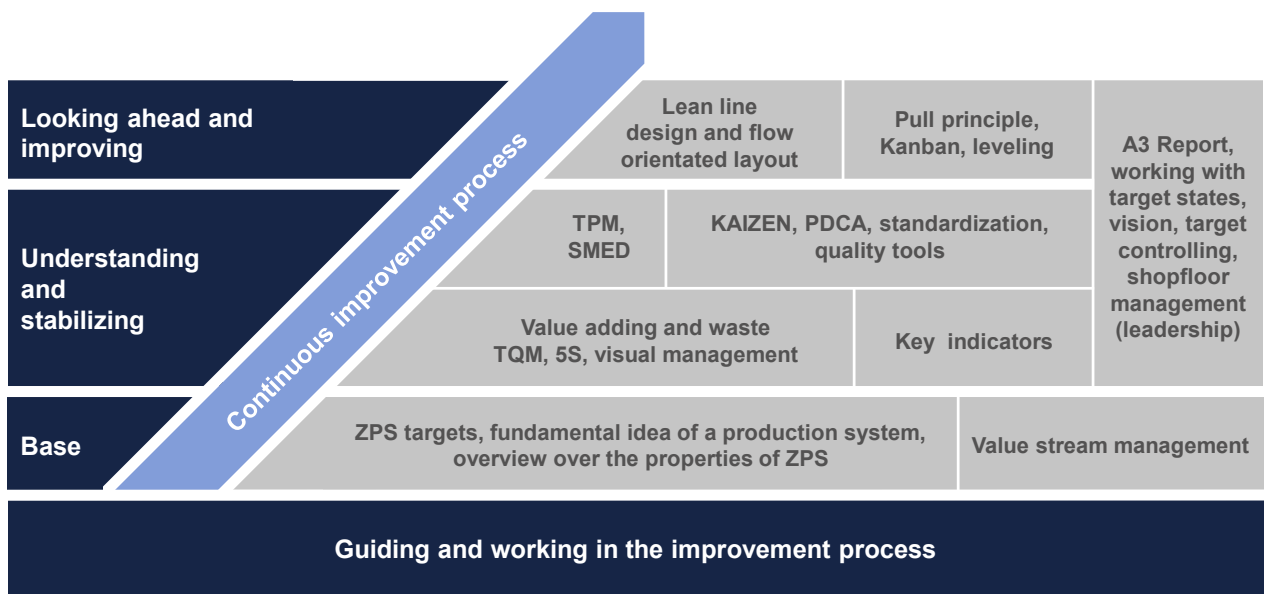 Looking ahead and
improving
Continuous improvement process
Lean line
design and flow
orientated layout
Pull principle,
Kanban, leveling
A3 Report,
working with
target states,
vision, target
controlling,
shopfloor
management
(leadership)
Understanding
and
stabilizing
TPM,
SMED
KAIZEN, PDCA, standardization,
quality tools
Value adding and waste
TQM, 5S, visual management
Key indicators
Base
ZPS targets, fundamental idea of a production system,
overview over the properties of ZPS
Value stream management
Guiding and working in the improvement process